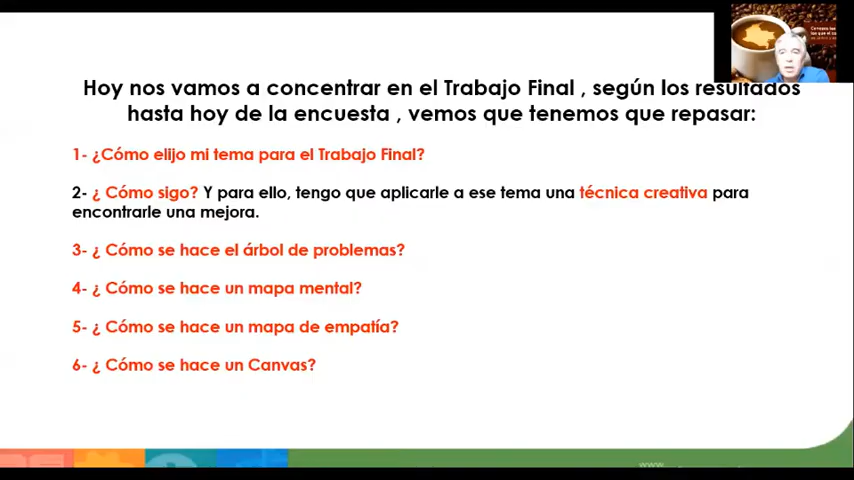 Hoy nos vamos a concentrar en el Trabajo Final , según los resultados
hasta hoy de la encuesta , vemos que tenemos que repasar:
1- ¿Cómo elijo mi tema para el Trabajo Final?
2- ¿ Cómo sigo? Y para ello, tengo que aplicarle a ese tema una técnica creativa para
encontrarle una mejora.
3- ¿ Cómo se hace el árbol de problemas?
4- ¿ Cómo se hace un mapa mental?
5- ¿ Cómo se hace un mapa de empatía?
6- ¿ Cómo se hace un Canvas?